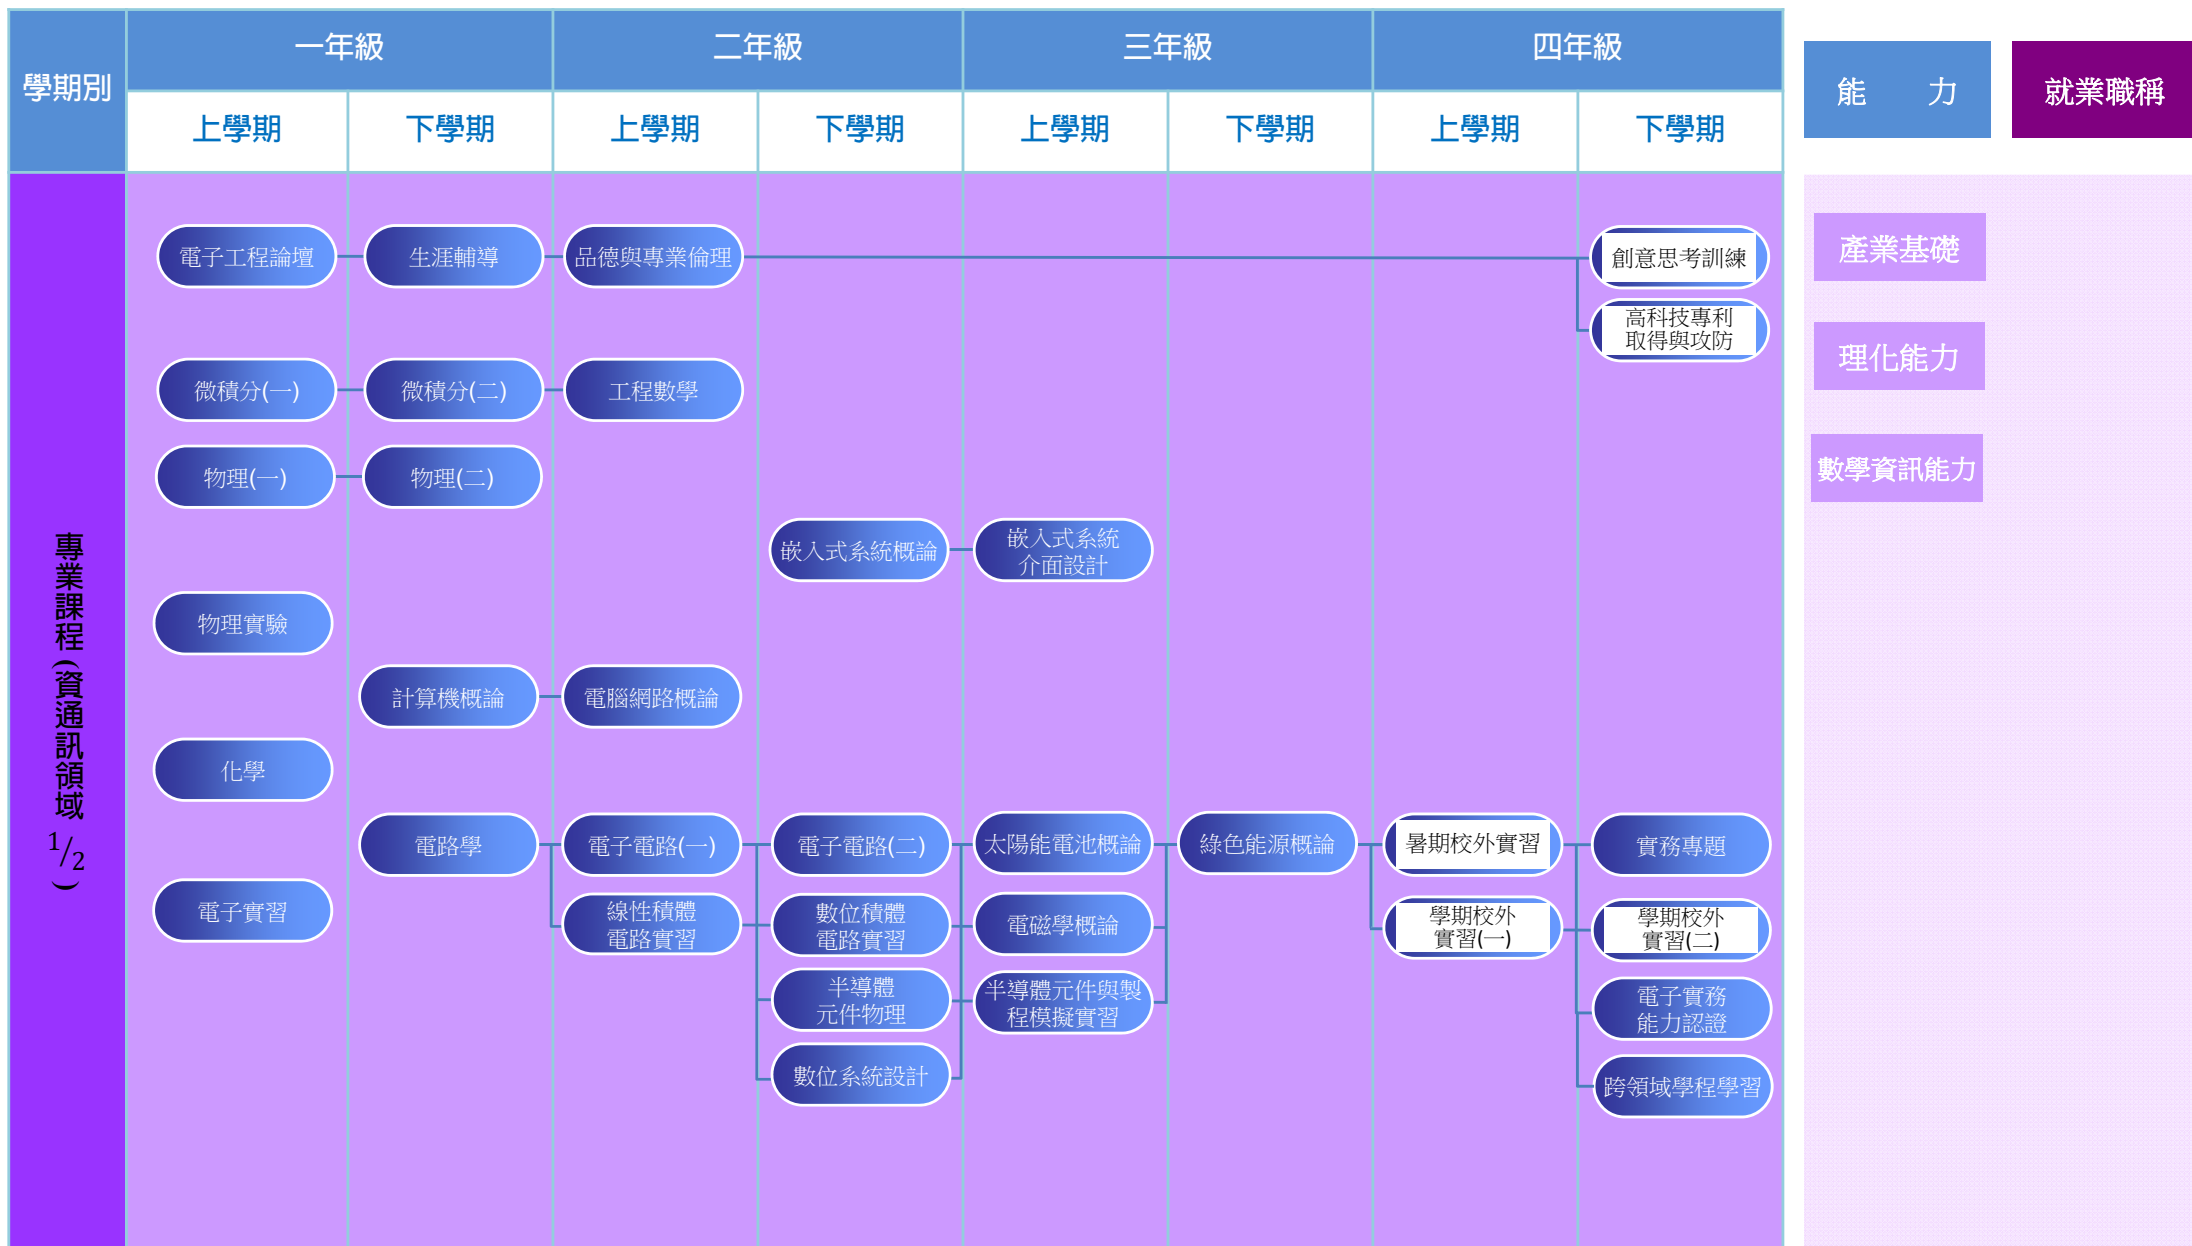 學期別
一年級
二年級
三年級
四年級
能 力
就業職稱
上學期
下學期
上學期
下學期
上學期
下學期
上學期
下學期
專業課程(資通訊領域 1/2)
電子工程論壇
生涯輔導
品德與專業倫理
創意思考訓練
高科技專利
取得與攻防
微積分(一)
微積分(二)
工程數學
物理(一)
物理(二)
嵌入式系統概論
嵌入式系統
介面設計
物理實驗
計算機概論
電腦網路概論
化學
電路學
電子電路(一)
電子電路(二)
太陽能電池概論
綠色能源概論
暑期校外實習
實務專題
電子實習
線性積體
電路實習
數位積體
電路實習
電磁學概論
學期校外
實習(一)
學期校外
實習(二)
半導體
元件物理
半導體元件與製
程模擬實習
電子實務
能力認證
數位系統設計
跨領域學程學習
產業基礎
理化能力
數學資訊能力